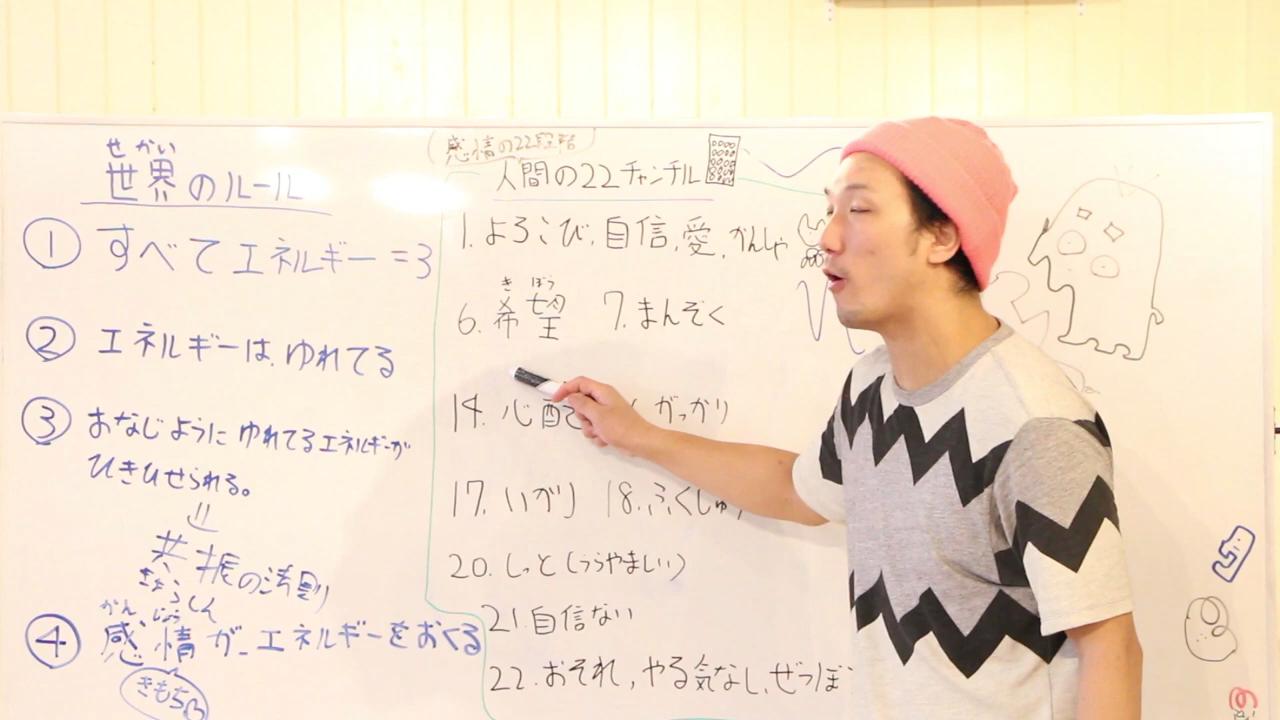 せかい
世界のルール
① すべてエネルギー=3
② エネルギーは、ゆれてる
③ おなじように ゆれてるエネルギーが
ひきひせられる。
共振の法則
きょうしん
かんじょう
④ 感情が、エネルギーをおくる
きもち
感情の22段階
人間の22チャンネル
1. よろこび、自信、愛、かんしゃ
きぼう
6. 希望 7. まんぞく
14. 心配 がっかり
17. いかり 18. ふくしゅ
20. しっと(うらやましい)
21. 自信ない
22. おそれ、やる気なし、ぜつぼ